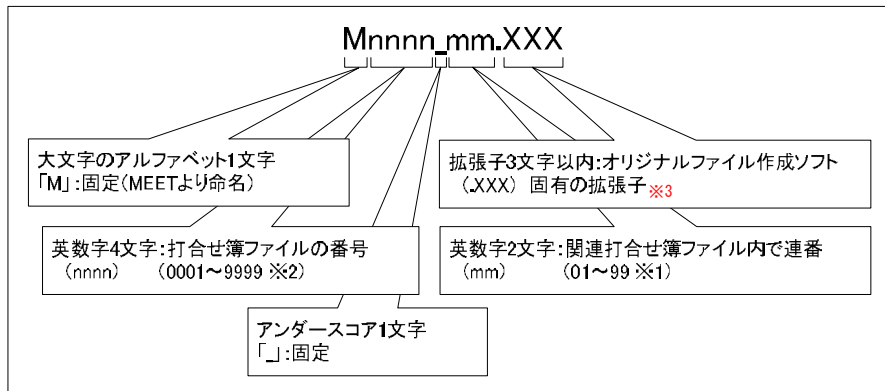 Mnnnn_mm.XXX
大文字のアルファベット1文字
「M」:固定(MEETより命名)
拡張子3文字以内:オリジナルファイル作成ソフト
(.XXX) 固有の拡張子※3
英数字4文字:打合せ簿ファイルの番号
(nnnn) (0001～9999 ※2)
英数字2文字:関連打合せ簿ファイル内で連番
(mm) (01～99 ※1)
アンダースコア1文字
「_」:固定